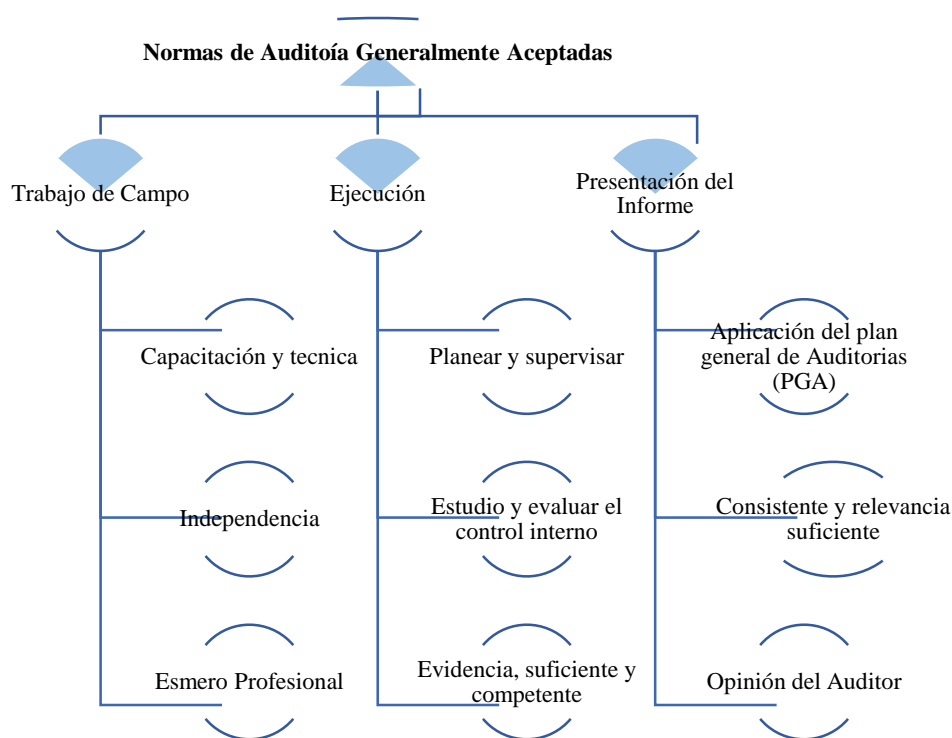 Normas de Auditoía Generalmente Aceptadas
Trabajo de Campo
Ejecución
Presentación del
Informe
Capacitación y tecnica
Planear y supervisar
Aplicación del plan
general de Auditorias
(PGA)
Independencia
Estudio y evaluar el
control interno
Consistente y relevancia
suficiente
Esmero Profesional
Evidencia, suficiente y
competente
Opinión del Auditor